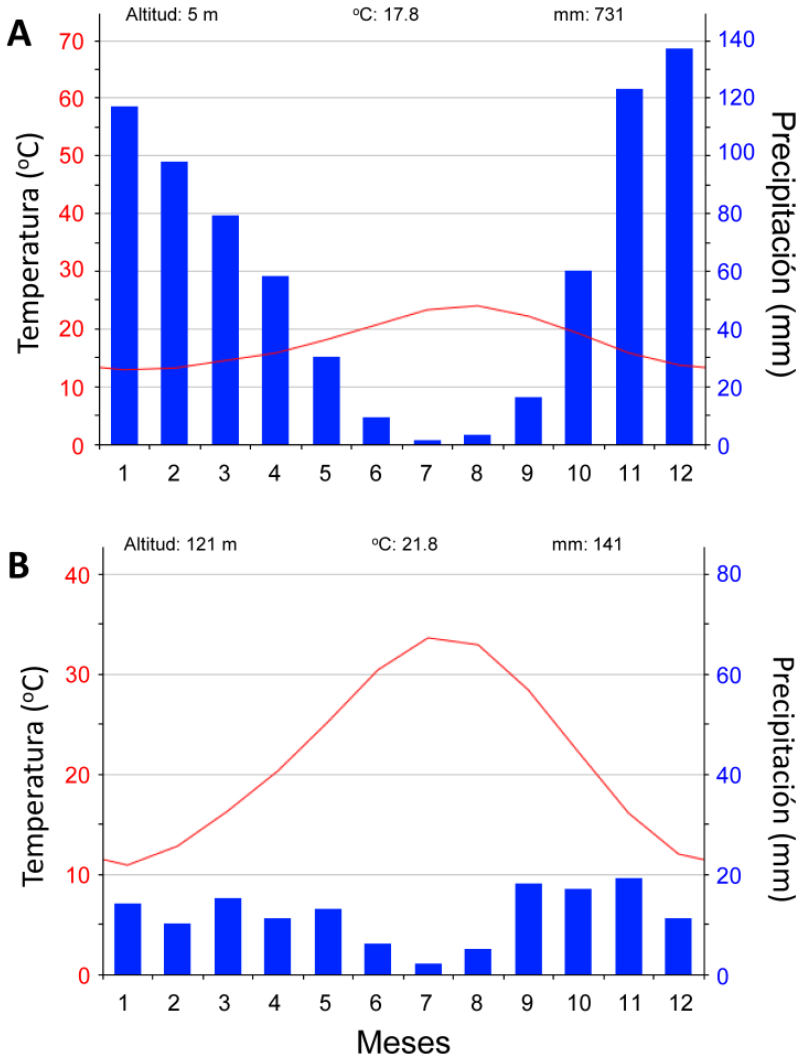 A
Altitud: 5 m ºC: 17.8 mm: 731
Temperatura (ºC)
70
60
50
40
30
20
10
0
Precipitación (mm)
140
120
100
80
60
40
20
0
1 2 3 4 5 6 7 8 9 10 11 12
B
Altitud: 121 m ºC: 21.8 mm: 141
Temperatura (ºC)
40
30
20
10
0
Precipitación (mm)
80
60
40
20
0
1 2 3 4 5 6 7 8 9 10 11 12
Meses